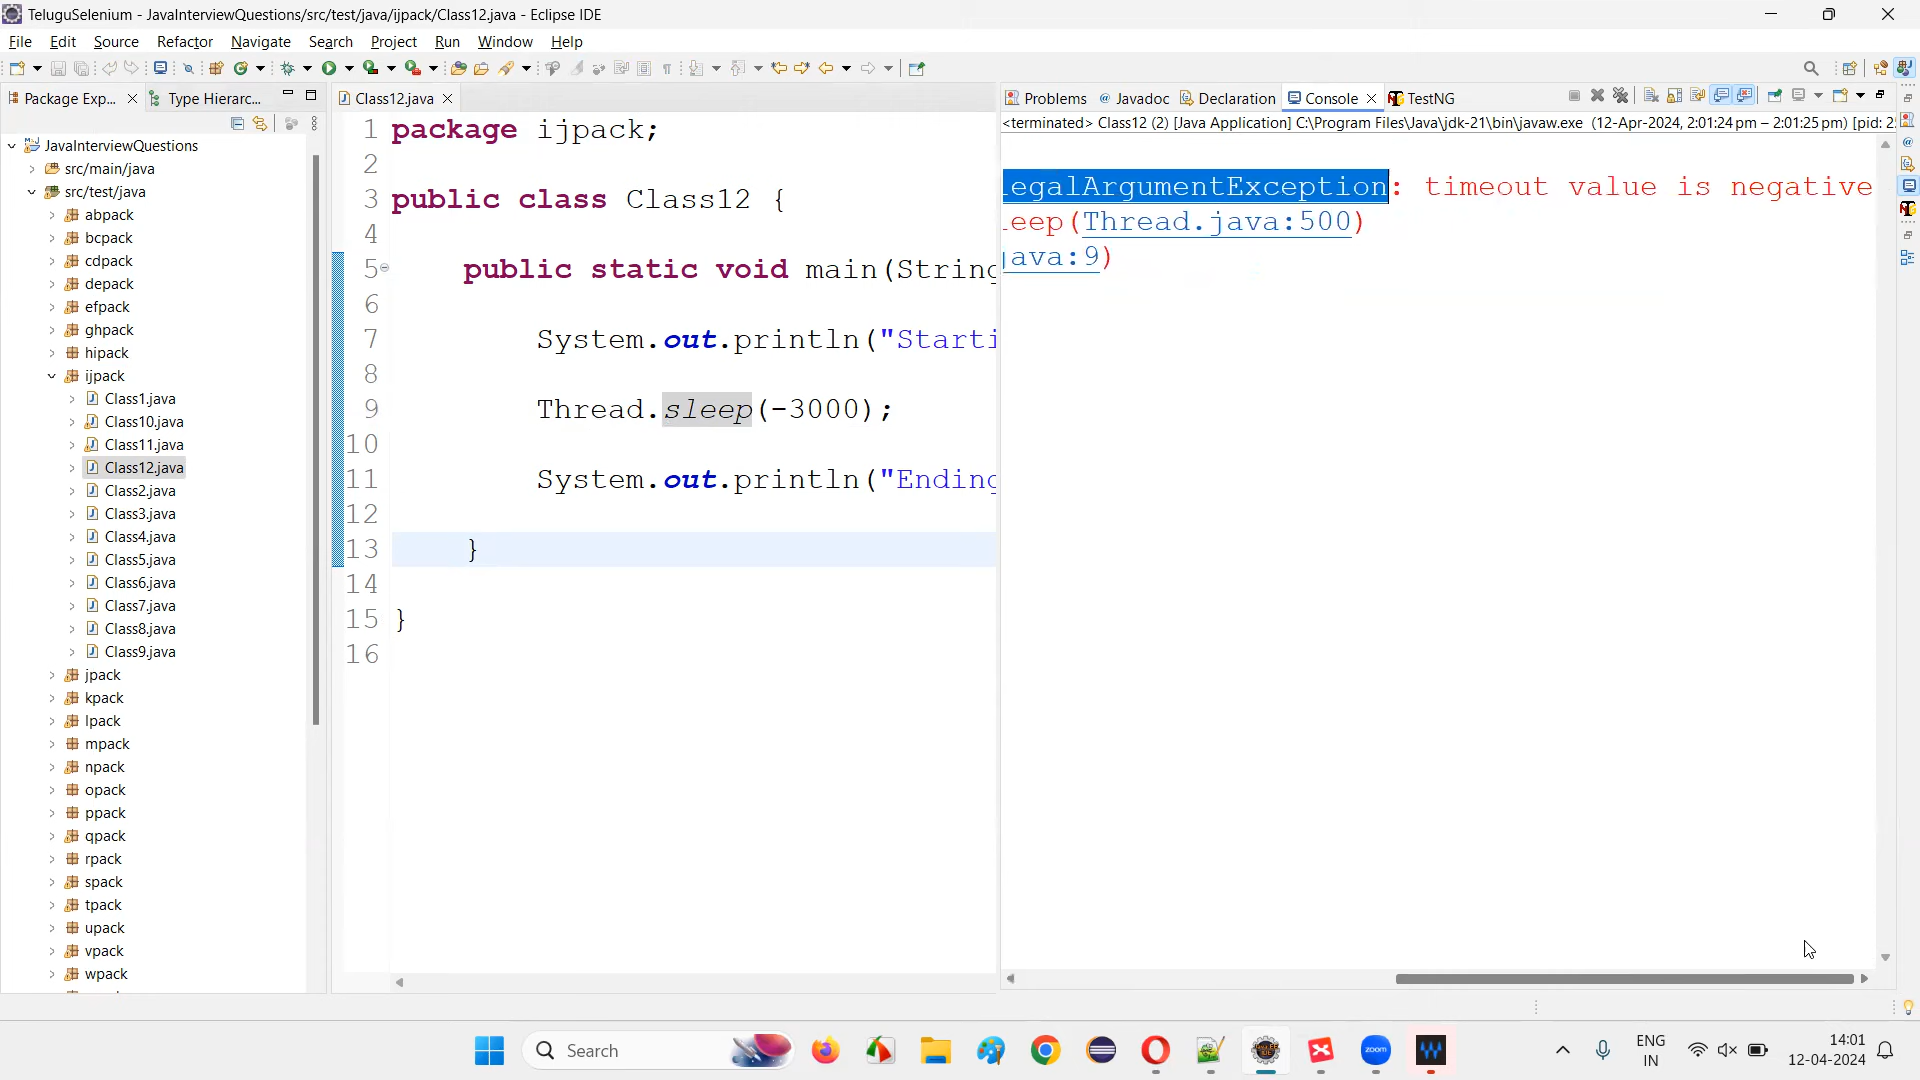 TeluguSelenium - JavaInterviewQuestions/src/test/java/ijpack/Class12.java - Eclipse IDE
File Edit Source Refactor Navigate Search Project Run Window Help
Package Exp... Type Hierarc...
JavaInterviewQuestions
src/main/java
src/test/java
abpack
bcpack
cdpack
depack
efpack
ghpack
hipack
ijpack
Class1.java
Class10.java
Class11.java
Class12.java
Class2.java
Class3.java
Class4.java
Class5.java
Class6.java
Class7.java
Class8.java
Class9.java
jpack
kpack
lpack
mpack
npack
opack
ppack
qpack
rpack
spack
tpack
upack
vpack
wpack
Class12.java
1 package ijpack;
2
3 public class Class12 {
4
5 public static void main(String
6
7 System.out.println("Starti
8
9 Thread.sleep(-3000);
10
11 System.out.println("Ending
12
13 }
14
15 }
16
Problems Javadoc Declaration Console TestNG
<terminated> Class12 (2) [Java Application] C:\Program Files\Java\jdk-21\bin\javaw.exe (12-Apr-2024, 2:01:24 pm – 2:01:25 pm) [pid: 2
legalArgumentException: timeout value is negative
leep(Thread.java:500)
java:9)
Search
zoom
ENG
IN
14:01
12-04-2024